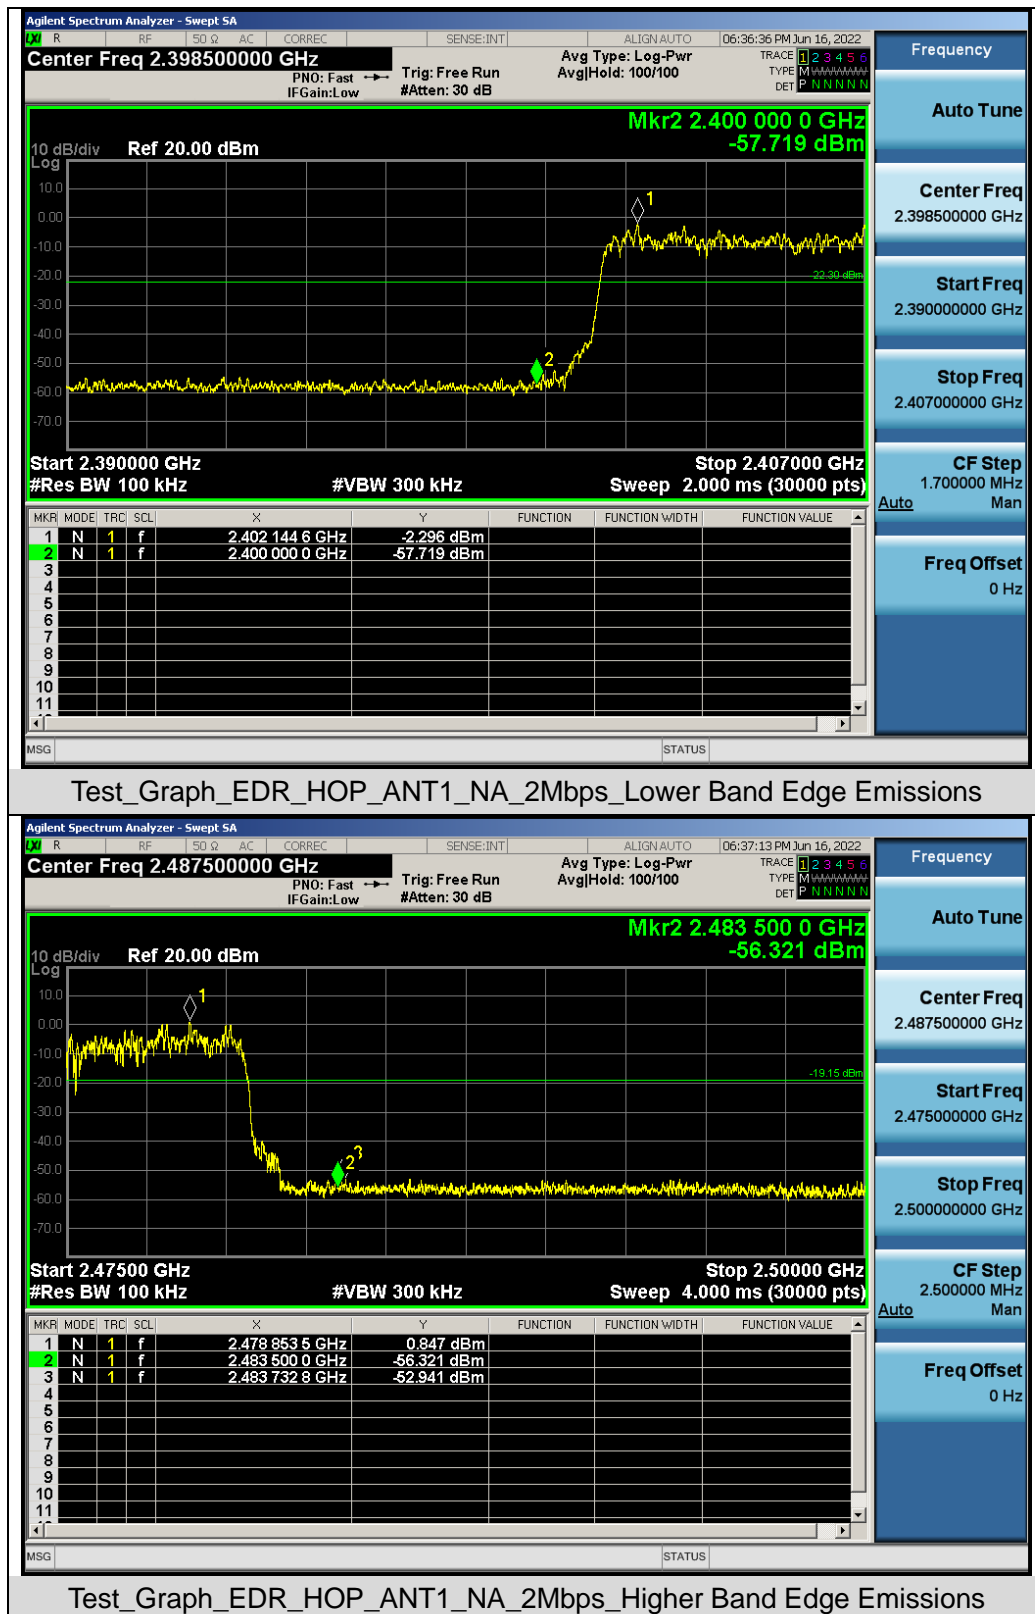 Agilent Spectrum Analyzer - Swept SA
LXI R RF 50 Ω AC CORREC SENSE:INT ALIGN AUTO 06:36:36 PM Jun 16, 2022
Center Freq 2.398500000 GHz Avg Type: Log-Pwr TRACE 1 2 3 4 5 6
PNO: Fast Trig: Free Run Avg|Hold: 100/100 TYPE M WWWWW
IFGain:Low #Atten: 30 dB DET P N N N N N
Frequency
Auto Tune
Mkr2 2.400 000 0 GHz
10 dB/div Ref 20.00 dBm -57.719 dBm
Log
10.0
0.00
-10.0
-20.0
-30.0
-40.0
-50.0
-60.0
-70.0
1
-22.30 dBm
2
Start 2.390000 GHz Stop 2.407000 GHz
#Res BW 100 kHz #VBW 300 kHz Sweep 2.000 ms (30000 pts)
Center Freq
2.398500000 GHz
Start Freq
2.390000000 GHz
Stop Freq
2.407000000 GHz
CF Step
1.700000 MHz
Auto Man
Freq Offset
0 Hz
MKR MODE TRC SCL X Y FUNCTION FUNCTION WIDTH FUNCTION VALUE
1 N 1 f 2.402 144 6 GHz -2.296 dBm
2 N 1 f 2.400 000 0 GHz -57.719 dBm
3
4
5
6
7
8
9
10
11
MSG STATUS
Test_Graph_EDR_HOP_ANT1_NA_2Mbps_Lower Band Edge Emissions
Agilent Spectrum Analyzer - Swept SA
LXI R RF 50 Ω AC CORREC SENSE:INT ALIGN AUTO 06:37:13 PM Jun 16, 2022
Center Freq 2.487500000 GHz Avg Type: Log-Pwr TRACE 1 2 3 4 5 6
PNO: Fast Trig: Free Run Avg|Hold: 100/100 TYPE M WWWWW
IFGain:Low #Atten: 30 dB DET P N N N N N
Frequency
Auto Tune
Mkr2 2.483 500 0 GHz
10 dB/div Ref 20.00 dBm -56.321 dBm
Log
10.0
0.00
-10.0
-20.0
-30.0
-40.0
-50.0
-60.0
-70.0
1
-19.15 dBm
2 3
Start 2.47500 GHz Stop 2.50000 GHz
#Res BW 100 kHz #VBW 300 kHz Sweep 4.000 ms (30000 pts)
Center Freq
2.487500000 GHz
Start Freq
2.475000000 GHz
Stop Freq
2.500000000 GHz
CF Step
2.500000 MHz
Auto Man
Freq Offset
0 Hz
MKR MODE TRC SCL X Y FUNCTION FUNCTION WIDTH FUNCTION VALUE
1 N 1 f 2.478 853 5 GHz 0.847 dBm
2 N 1 f 2.483 500 0 GHz -56.321 dBm
3 N 1 f 2.483 732 8 GHz -52.941 dBm
4
5
6
7
8
9
10
11
MSG STATUS
Test_Graph_EDR_HOP_ANT1_NA_2Mbps_Higher Band Edge Emissions